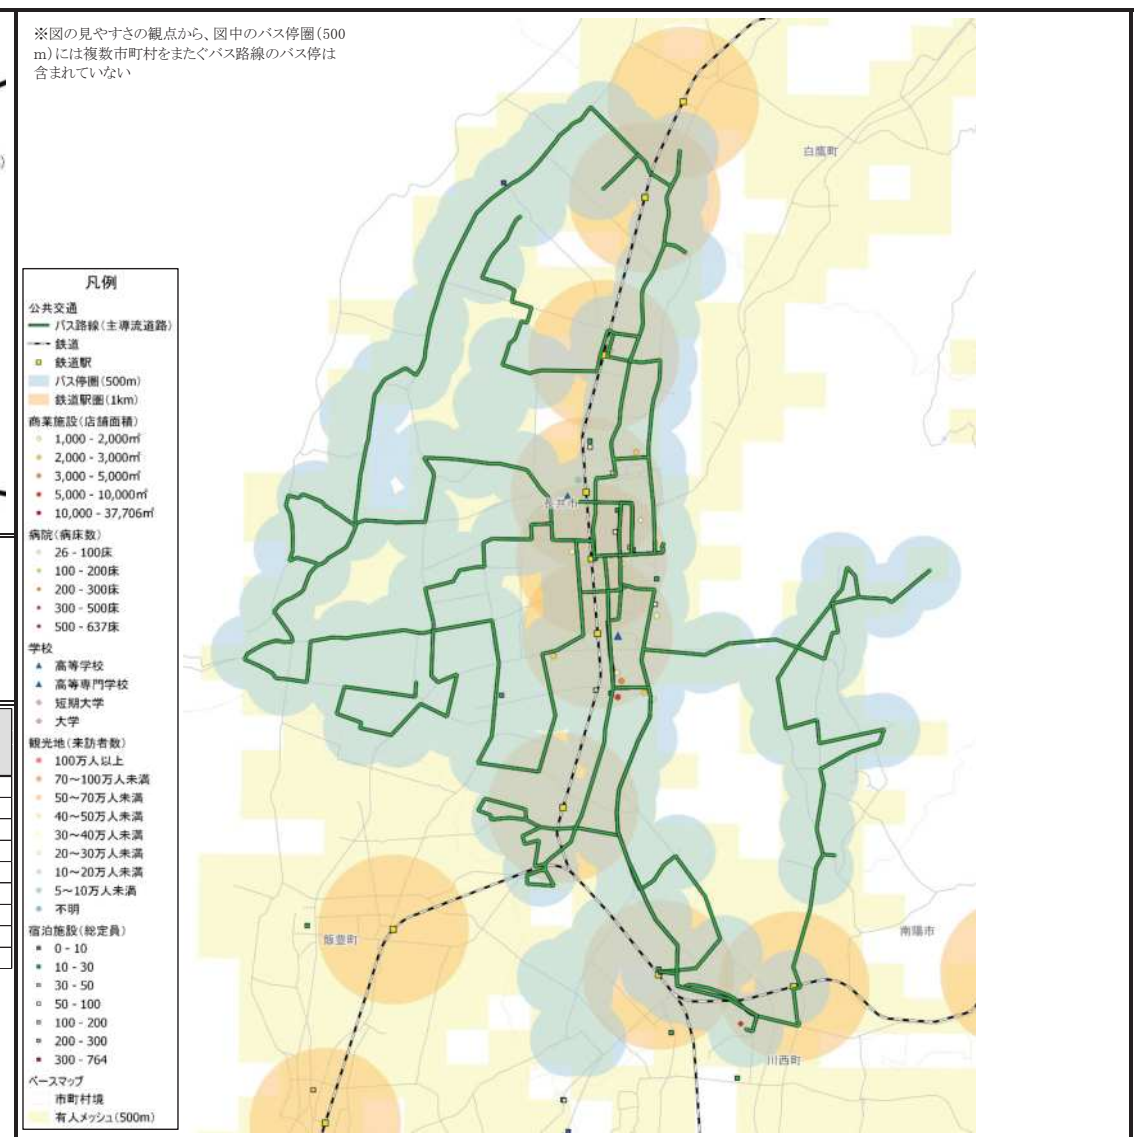 ※図の見やすさの観点から、図中のバス停圏(500
m)には複数市町村をまたぐバス路線のバス停は
含まれていない
白鷹町
長井市
飯豊町
南陽市
川西町
凡例
公共交通
バス路線(主導流道路)
鉄道
鉄道駅
バス停圏(500m)
鉄道駅圏(1km)
商業施設(店舗面積)
1,000 - 2,000㎡
2,000 - 3,000㎡
3,000 - 5,000㎡
5,000 - 10,000㎡
10,000 - 37,706㎡
病院(病床数)
26 - 100床
100 - 200床
200 - 300床
300 - 500床
500 - 637床
学校
高等学校
高等専門学校
短期大学
大学
観光地(来訪者数)
100万人以上
70～100万人未満
50～70万人未満
40～50万人未満
30～40万人未満
20～30万人未満
10～20万人未満
5～10万人未満
不明
宿泊施設(総定員)
0 - 10
10 - 30
30 - 50
50 - 100
100 - 200
200 - 300
300 - 764
ベースマップ
市町村境
有人メッシュ(500m)